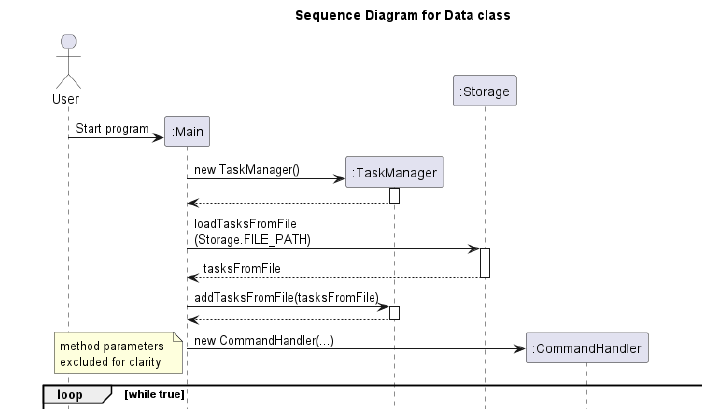 Sequence Diagram for Data class
User
:Storage
Start program
:Main
new TaskManager()
:TaskManager
loadTasksFromFile
(Storage.FILE_PATH)
tasksFromFile
addTasksFromFile(tasksFromFile)
method parameters
excluded for clarity
new CommandHandler(...)
:CommandHandler
loop
[while true]